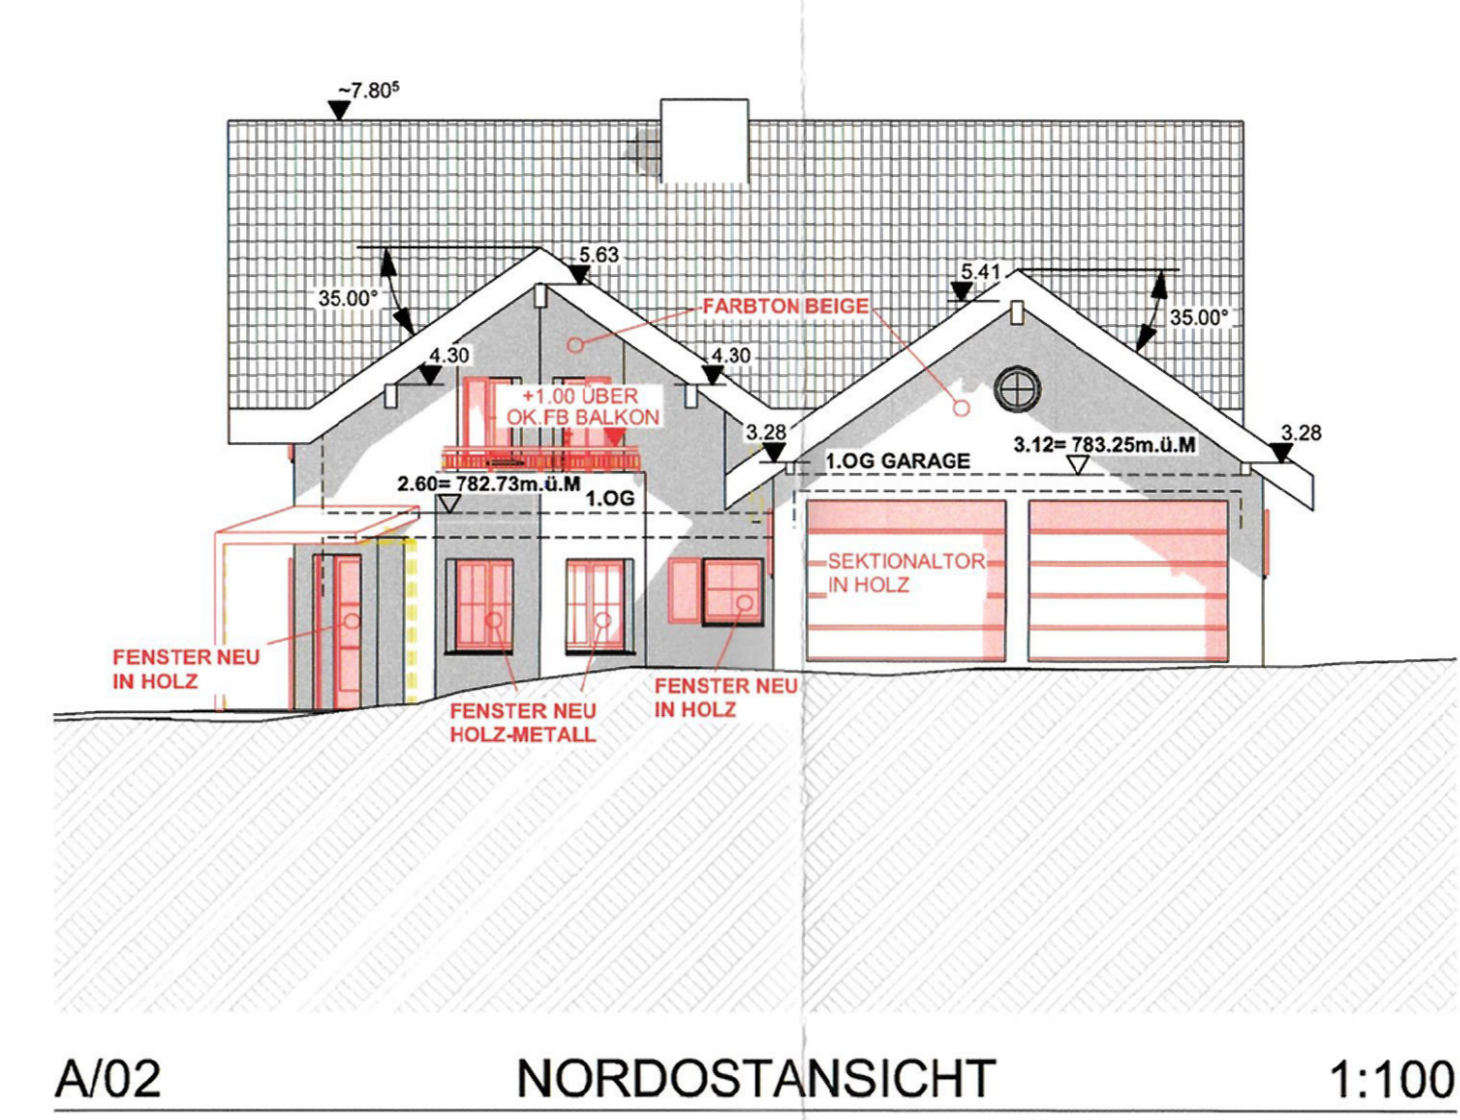 ~7.80⁵
5.63
5.41
35.00°
FARBTON BEIGE
35.00°
4.30
4.30
+1.00 ÜBER
OK.FB BALKON
3.28
3.12= 783.25m.ü.M
3.28
1.OG GARAGE
2.60= 782.73m.ü.M
1.OG
SEKTIONALTOR
IN HOLZ
FENSTER NEU
IN HOLZ
FENSTER NEU
IN HOLZ
FENSTER NEU
HOLZ-METALL
A/02
NORDOSTANSICHT
1:100